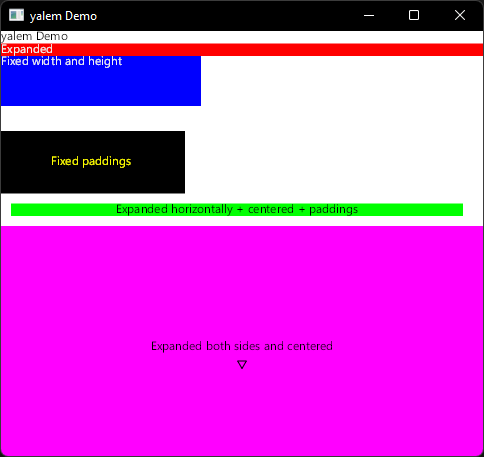 yalem Demo
yalem Demo
Expanded
Fixed width and height
Fixed paddings
Expanded horizontally + centered + paddings
Expanded both sides and centered
▽